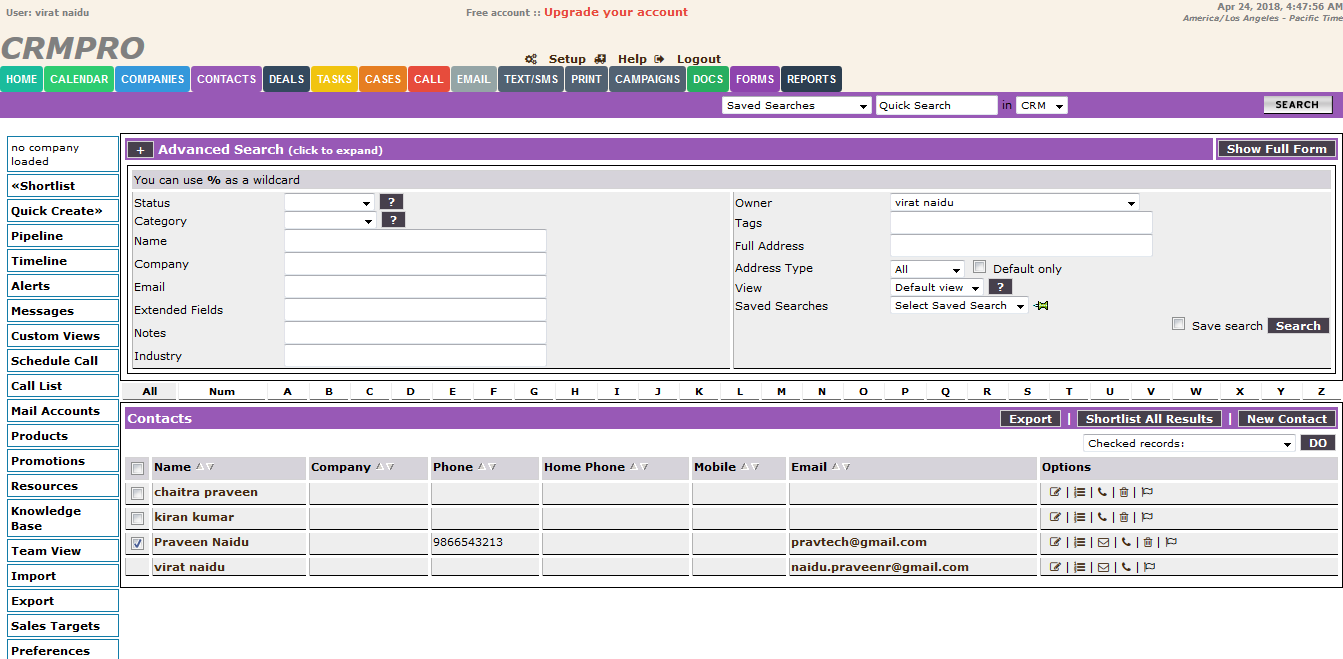 User: virat naidu
Free account :: Upgrade your account
Apr 24, 2018, 4:47:56 AM
America/Los Angeles - Pacific Time
CRMPRO
Setup Help Logout
HOME CALENDAR COMPANIES CONTACTS DEALS TASKS CASES CALL EMAIL TEXT/SMS PRINT CAMPAIGNS DOCS FORMS REPORTS
Saved Searches Quick Search in CRM SEARCH
no company
loaded
«Shortlist
Quick Create»
Pipeline
Timeline
Alerts
Messages
Custom Views
Schedule Call
Call List
Mail Accounts
Products
Promotions
Resources
Knowledge
Base
Team View
Import
Export
Sales Targets
Preferences
+ Advanced Search (click to expand) Show Full Form
You can use % as a wildcard
Status ?
Category ?
Name
Company
Email
Extended Fields
Notes
Industry
Owner virat naidu
Tags
Full Address
Address Type All Default only
View Default view ?
Saved Searches Select Saved Search
Save search Search
All Num A B C D E F G H I J K L M N O P Q R S T U V W X Y Z
Contacts Export | Shortlist All Results | New Contact
Checked records: DO
Name Company Phone Home Phone Mobile Email Options
chaitra praveen | | | |
kiran kumar | | | |
Praveen Naidu 9866543213 pravtech@gmail.com | | | | |
virat naidu naidu.praveenr@gmail.com | | | |